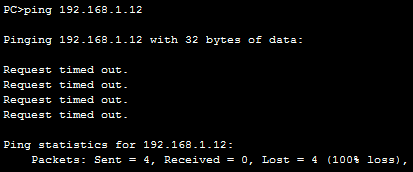 PC>ping 192.168.1.12
Pinging 192.168.1.12 with 32 bytes of data:
Request timed out.
Request timed out.
Request timed out.
Request timed out.
Ping statistics for 192.168.1.12:
Packets: Sent = 4, Received = 0, Lost = 4 (100% loss),